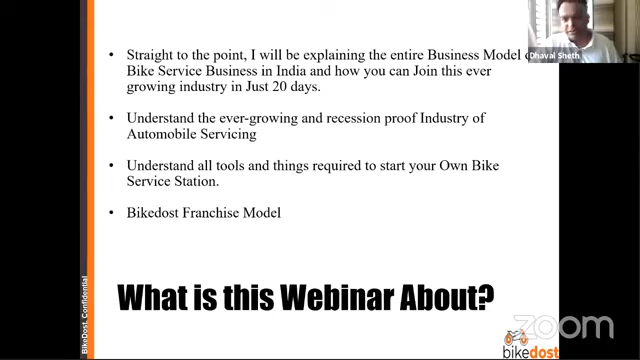 • Straight to the point, I will be explaining the entire Business Model
Bike Service Business in India and how you can Join this ever
growing industry in Just 20 days.
• Understand the ever-growing and recession proof Industry of
Automobile Servicing
• Understand all tools and things required to start your Own Bike
Service Station.
• Bikedost Franchise Model
What is this Webinar About?
Dhaval Sheth
BikeDost Confidential
zoom
bikedost